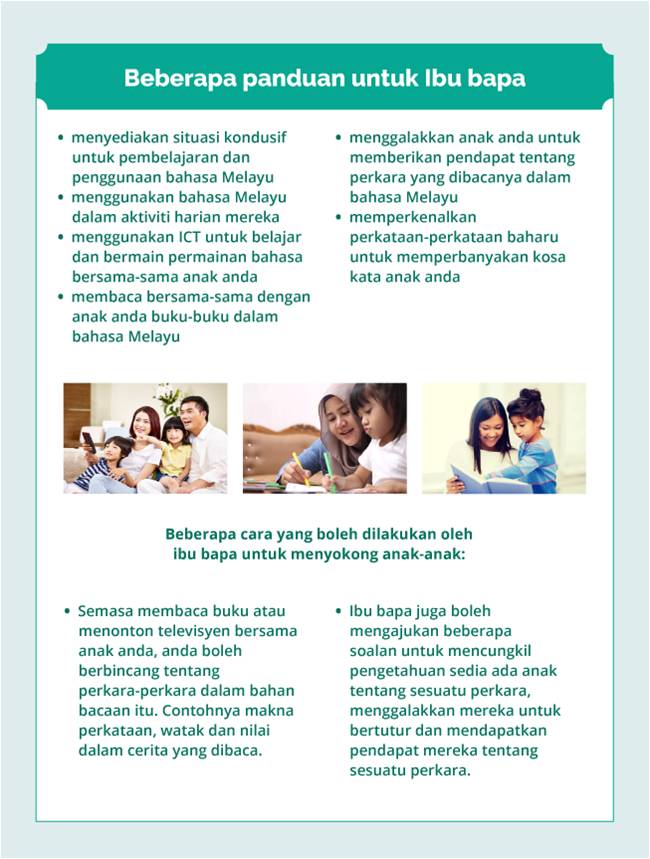 Beberapa panduan untuk Ibu bapa
• menyediakan situasi kondusif
untuk pembelajaran dan
penggunaan bahasa Melayu
• menggunakan bahasa Melayu
dalam aktiviti harian mereka
• menggunakan ICT untuk belajar
dan bermain permainan bahasa
bersama-sama anak anda
• membaca bersama-sama dengan
anak anda buku-buku dalam
bahasa Melayu
• menggalakkan anak anda untuk
memberikan pendapat tentang
perkara yang dibacanya dalam
bahasa Melayu
• memperkenalkan
perkataan-perkataan baharu
untuk memperbanyakan kosa
kata anak anda
Beberapa cara yang boleh dilakukan oleh
ibu bapa untuk menyokong anak-anak:
• Semasa membaca buku atau
menonton televisyen bersama
anak anda, anda boleh
berbincang tentang
perkara-perkara dalam bahan
bacaan itu. Contohnya makna
perkataan, watak dan nilai
dalam cerita yang dibaca.
• Ibu bapa juga boleh
mengajukan beberapa
soalan untuk mencungkil
pengetahuan sedia ada anak
tentang sesuatu perkara,
menggalakkan mereka untuk
bertutur dan mendapatkan
pendapat mereka tentang
sesuatu perkara.